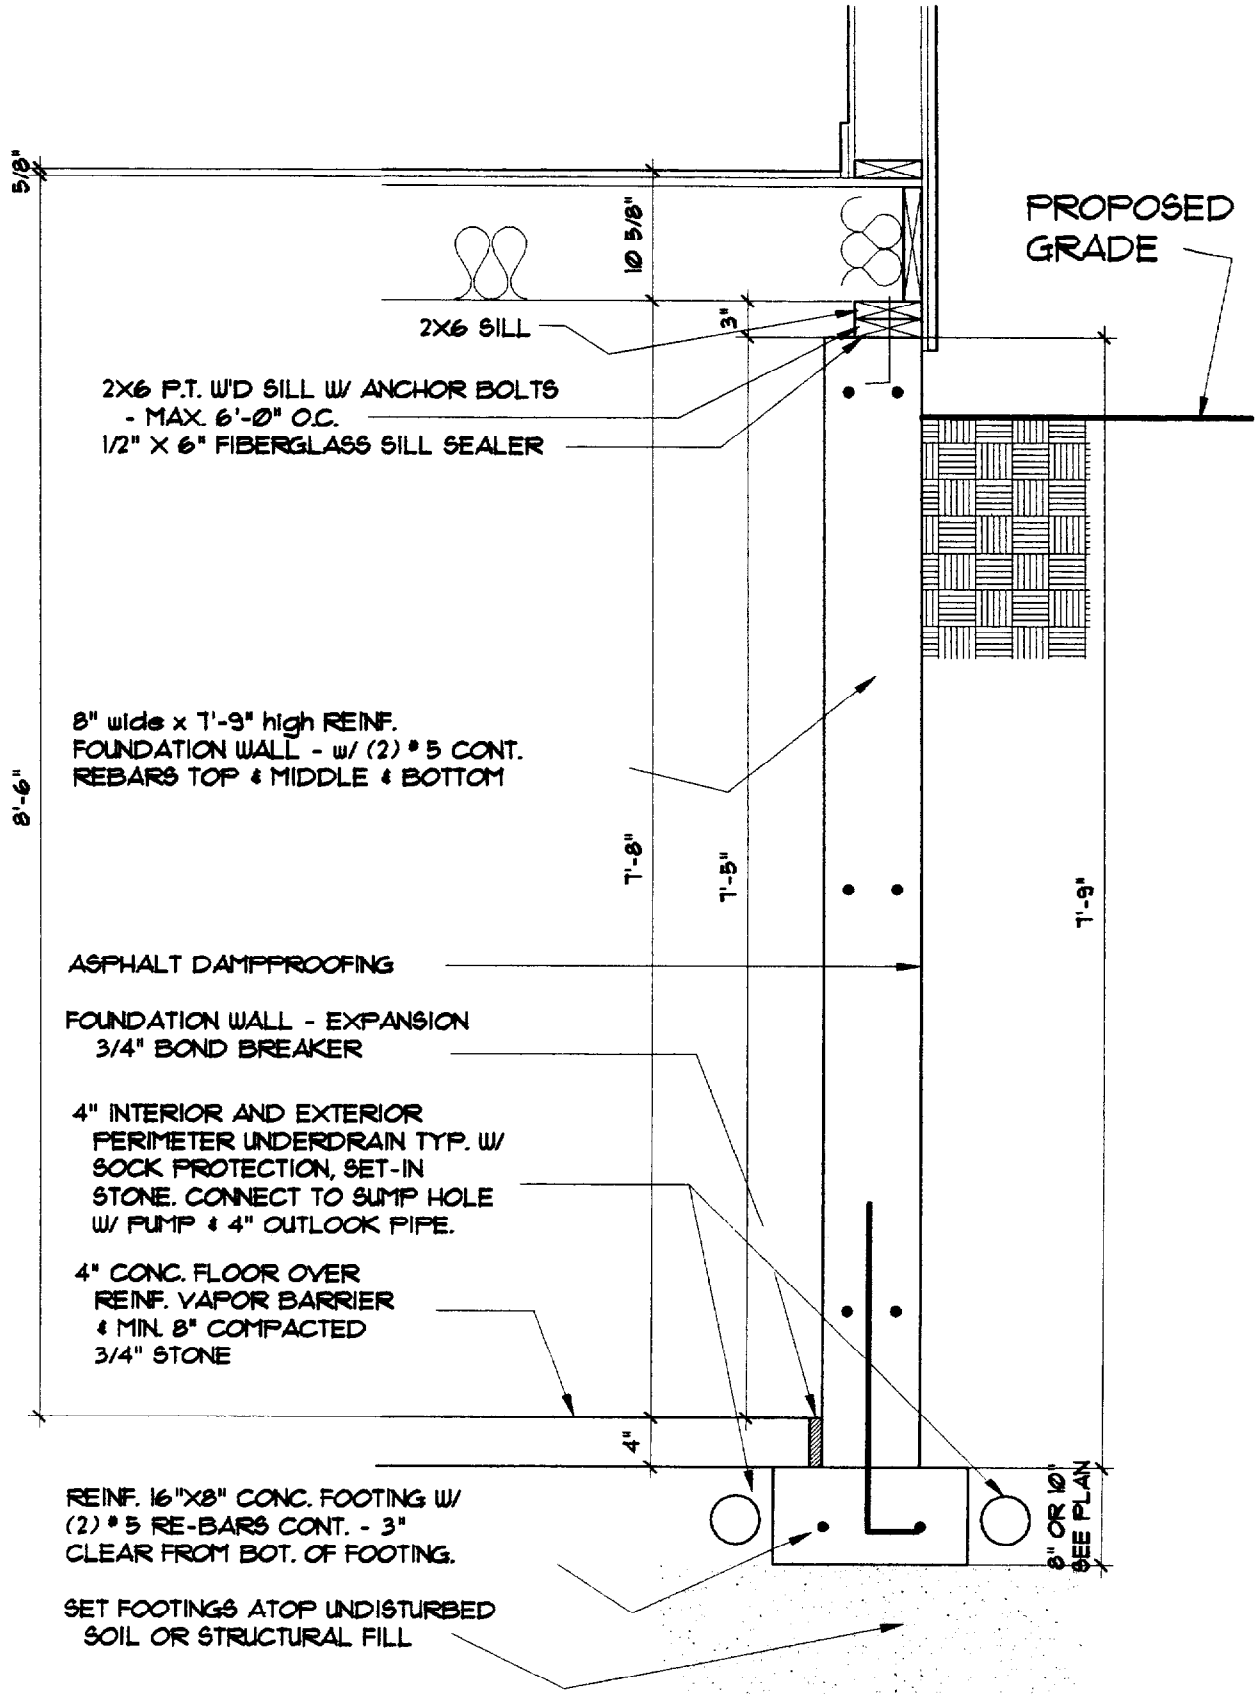 5/8"
10 5/8"
PROPOSED
GRADE
3"
2X6 SILL
2X6 P.T. W'D SILL W/ ANCHOR BOLTS
- MAX. 6'-0" O.C.
1/2" X 6" FIBERGLASS SILL SEALER
8" wide x 7'-9" high REINF.
FOUNDATION WALL - w/ (2) # 5 CONT.
REBARS TOP & MIDDLE & BOTTOM
8'-6"
7'-8"
7'-5"
7'-9"
ASPHALT DAMPPROOFING
FOUNDATION WALL - EXPANSION
3/4" BOND BREAKER
4" INTERIOR AND EXTERIOR
PERIMETER UNDERDRAIN TYP. W/
SOCK PROTECTION, SET-IN
STONE. CONNECT TO SUMP HOLE
W/ PUMP & 4" OUTLOOK PIPE.
4" CONC. FLOOR OVER
REINF. VAPOR BARRIER
& MIN. 8" COMPACTED
3/4" STONE
4"
REINF. 16"X8" CONC. FOOTING W/
(2) # 5 RE-BARS CONT. - 3"
CLEAR FROM BOT. OF FOOTING.
8" OR 10"
SEE PLAN
SET FOOTINGS ATOP UNDISTURBED
SOIL OR STRUCTURAL FILL